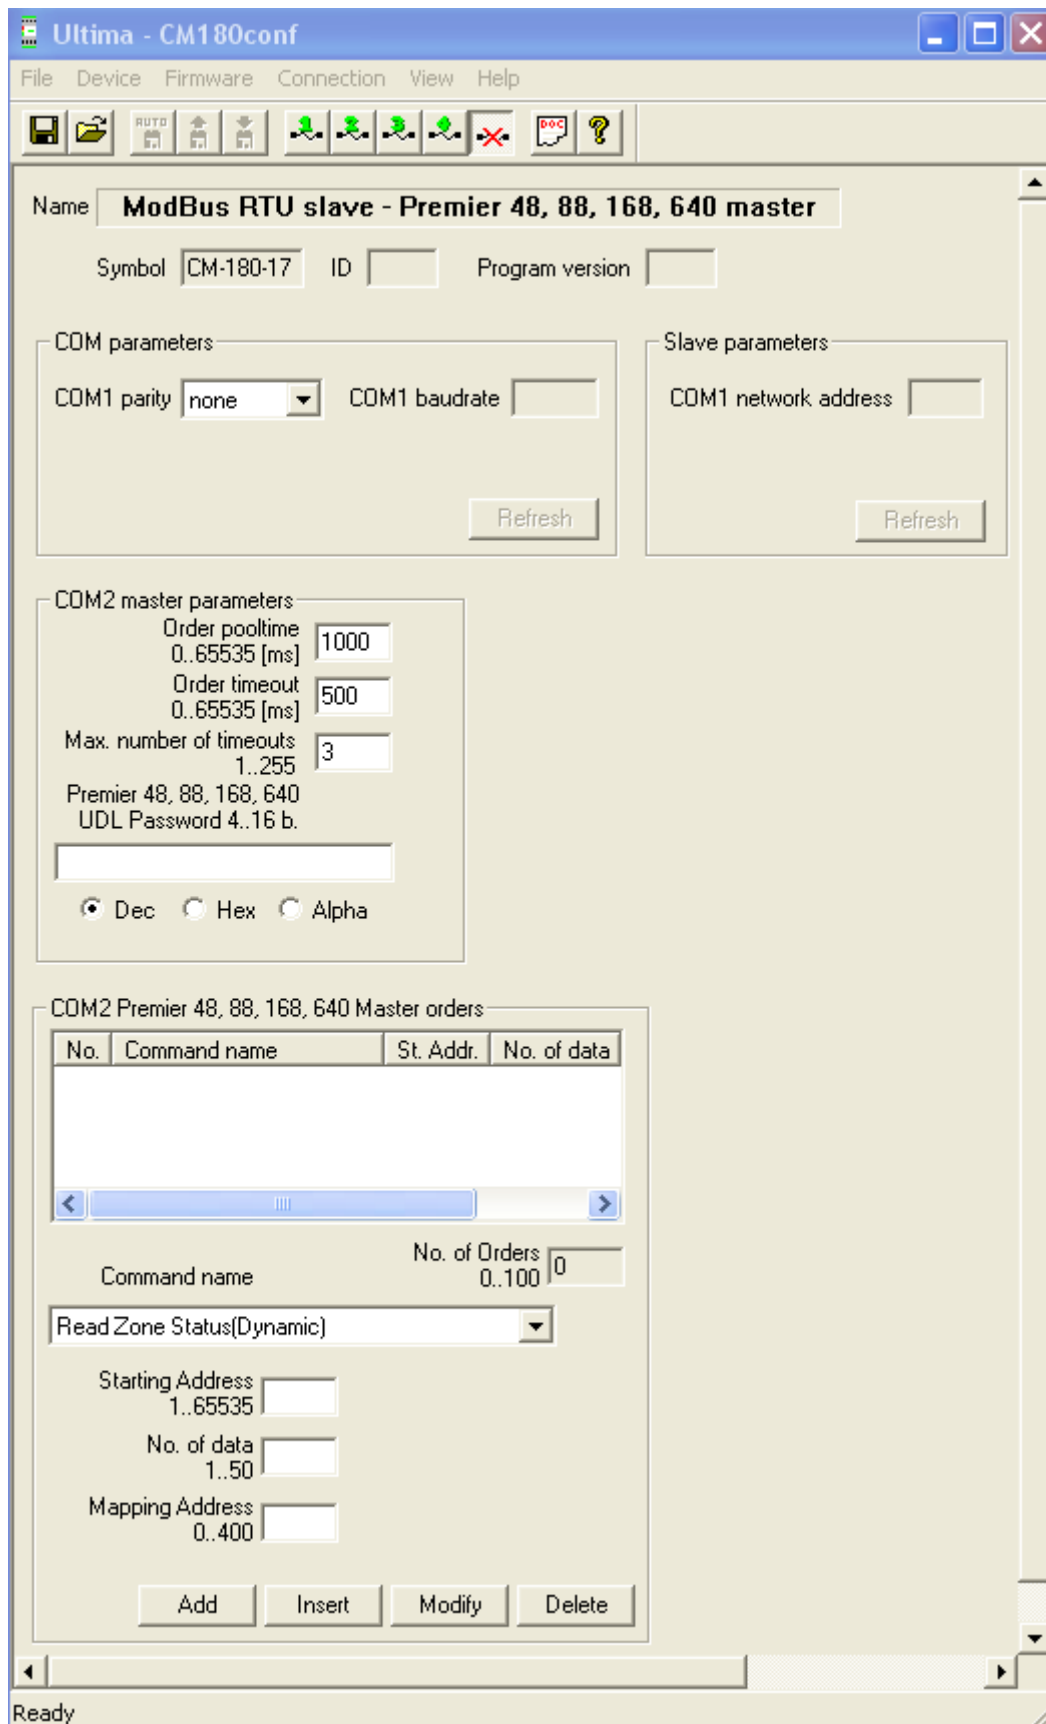 Ultima - CM180conf
File Device Firmware Connection View Help
AUTO
1 2 3 4 DOC ?
Name ModBus RTU slave - Premier 48, 88, 168, 640 master
Symbol CM-180-17 ID Program version
COM parameters Slave parameters
COM1 parity none COM1 baudrate COM1 network address
Refresh Refresh
COM2 master parameters
Order pooltime
0..65535 [ms] 1000
Order timeout
0..65535 [ms] 500
Max. number of timeouts
1..255 3
Premier 48, 88, 168, 640
UDL Password 4..16 b.
Dec Hex Alpha
COM2 Premier 48, 88, 168, 640 Master orders
No. Command name St. Addr. No. of data
No. of Orders
0..100 0
Command name
Read Zone Status(Dynamic)
Starting Address
1..65535
No. of data
1..50
Mapping Address
0..400
Add Insert Modify Delete
Ready